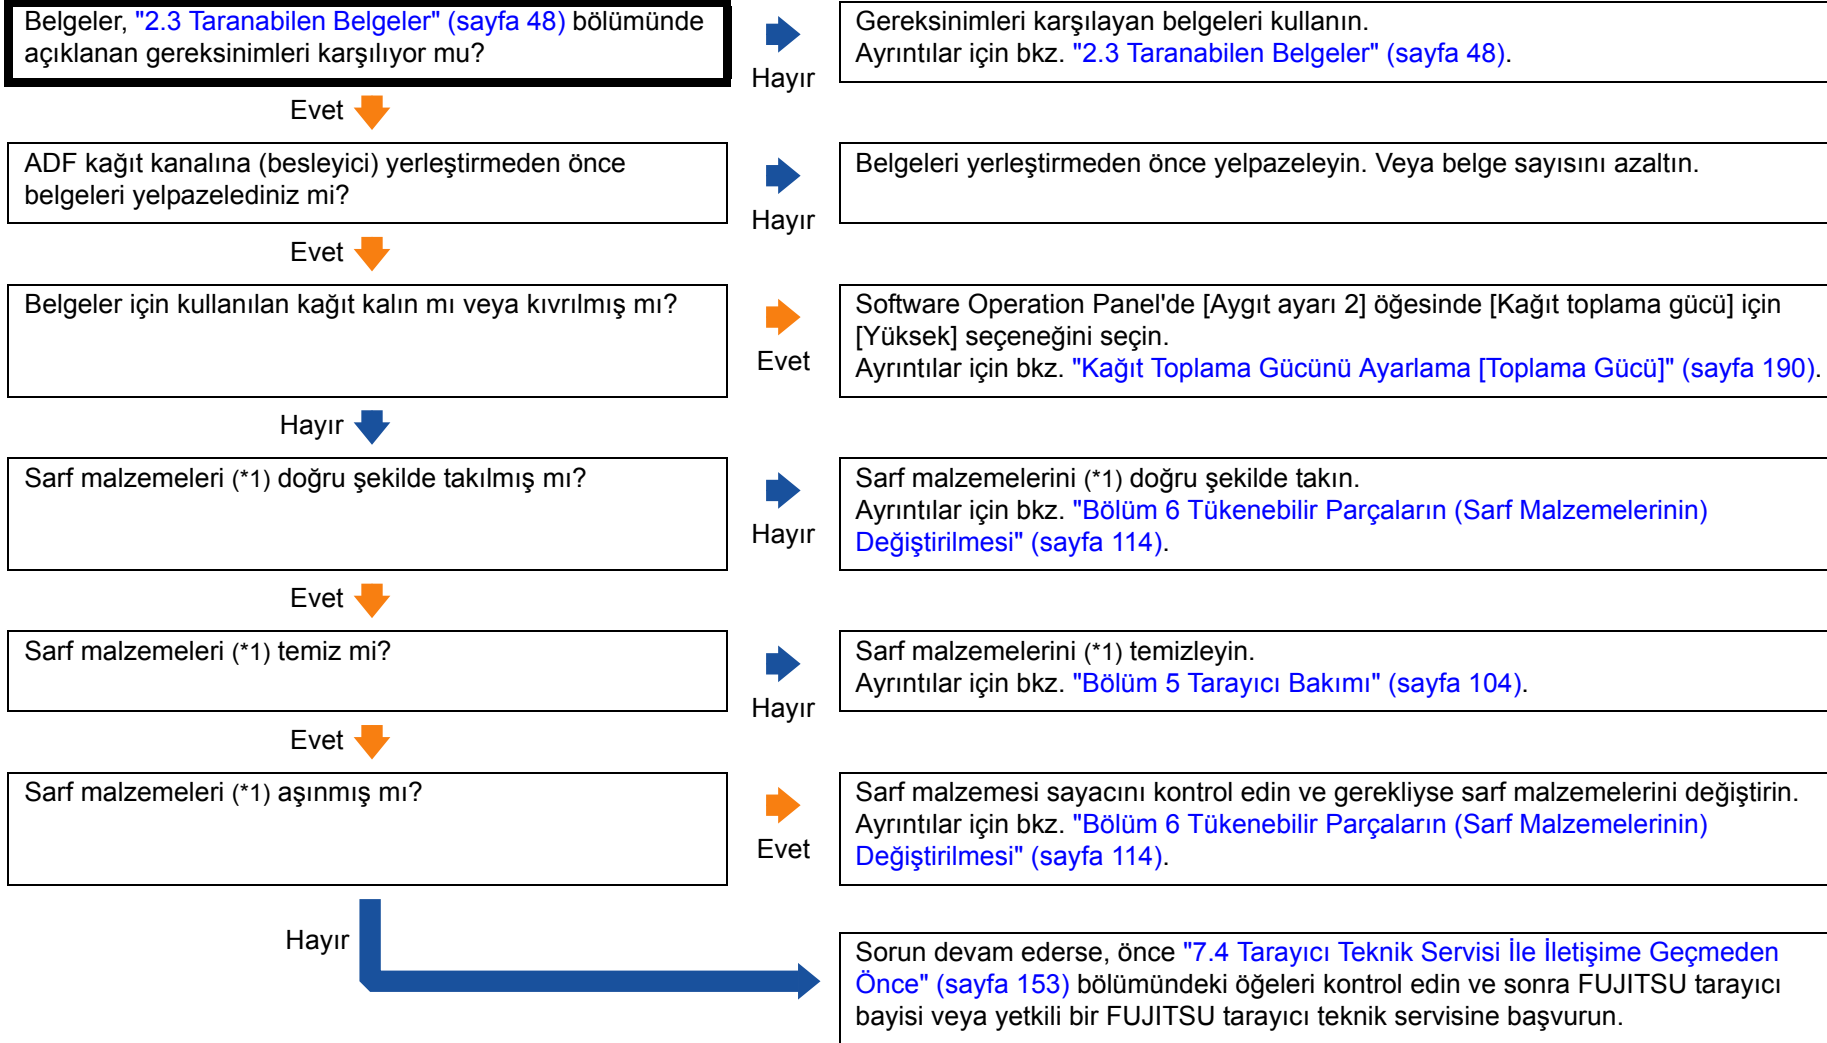 Belgeler, "2.3 Taranabilen Belgeler" (sayfa 48) bölümünde
açıklanan gereksinimleri karşılıyor mu?
Hayır
Gereksinimleri karşılayan belgeleri kullanın.
Ayrıntılar için bkz. "2.3 Taranabilen Belgeler" (sayfa 48).
Evet
ADF kağıt kanalına (besleyici) yerleştirmeden önce
belgeleri yelpazelediniz mi?
Hayır
Belgeleri yerleştirmeden önce yelpazeleyin. Veya belge sayısını azaltın.
Evet
Belgeler için kullanılan kağıt kalın mı veya kıvrılmış mı?
Evet
Software Operation Panel'de [Aygıt ayarı 2] öğesinde [Kağıt toplama gücü] için
[Yüksek] seçeneğini seçin.
Ayrıntılar için bkz. "Kağıt Toplama Gücünü Ayarlama [Toplama Gücü]" (sayfa 190).
Hayır
Sarf malzemeleri (*1) doğru şekilde takılmış mı?
Hayır
Sarf malzemelerini (*1) doğru şekilde takın.
Ayrıntılar için bkz. "Bölüm 6 Tükenebilir Parçaların (Sarf Malzemelerinin)
Değiştirilmesi" (sayfa 114).
Evet
Sarf malzemeleri (*1) temiz mi?
Hayır
Sarf malzemelerini (*1) temizleyin.
Ayrıntılar için bkz. "Bölüm 5 Tarayıcı Bakımı" (sayfa 104).
Evet
Sarf malzemeleri (*1) aşınmış mı?
Evet
Sarf malzemesi sayacını kontrol edin ve gerekliyse sarf malzemelerini değiştirin.
Ayrıntılar için bkz. "Bölüm 6 Tükenebilir Parçaların (Sarf Malzemelerinin)
Değiştirilmesi" (sayfa 114).
Hayır
Sorun devam ederse, önce "7.4 Tarayıcı Teknik Servisi İle İletişime Geçmeden
Önce" (sayfa 153) bölümündeki öğeleri kontrol edin ve sonra FUJITSU tarayıcı
bayisi veya yetkili bir FUJITSU tarayıcı teknik servisine başvurun.